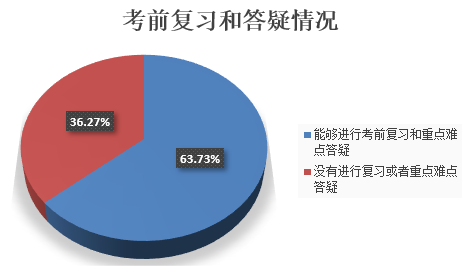 考前复习和答疑情况
36.27%
63.73%
能够进行考前复习和重点难
点答疑
没有进行复习或者重点难点
答疑